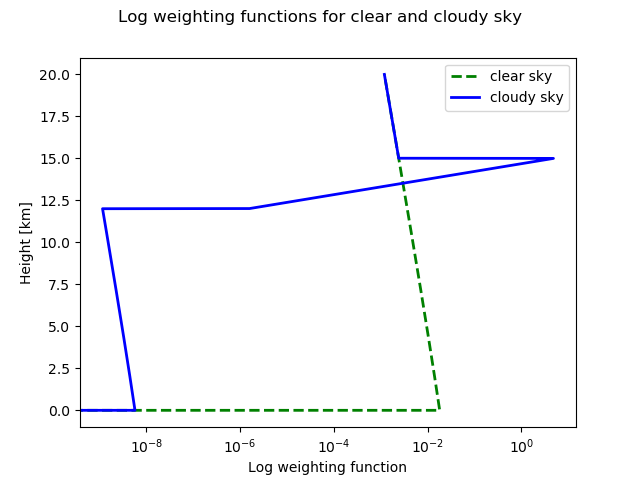 Log weighting functions for clear and cloudy sky
clear sky
cloudy sky
20.0
17.5
15.0
12.5
10.0
7.5
5.0
2.5
0.0
Height [km]
10⁻⁸ 10⁻⁶ 10⁻⁴ 10⁻² 10⁰
Log weighting function